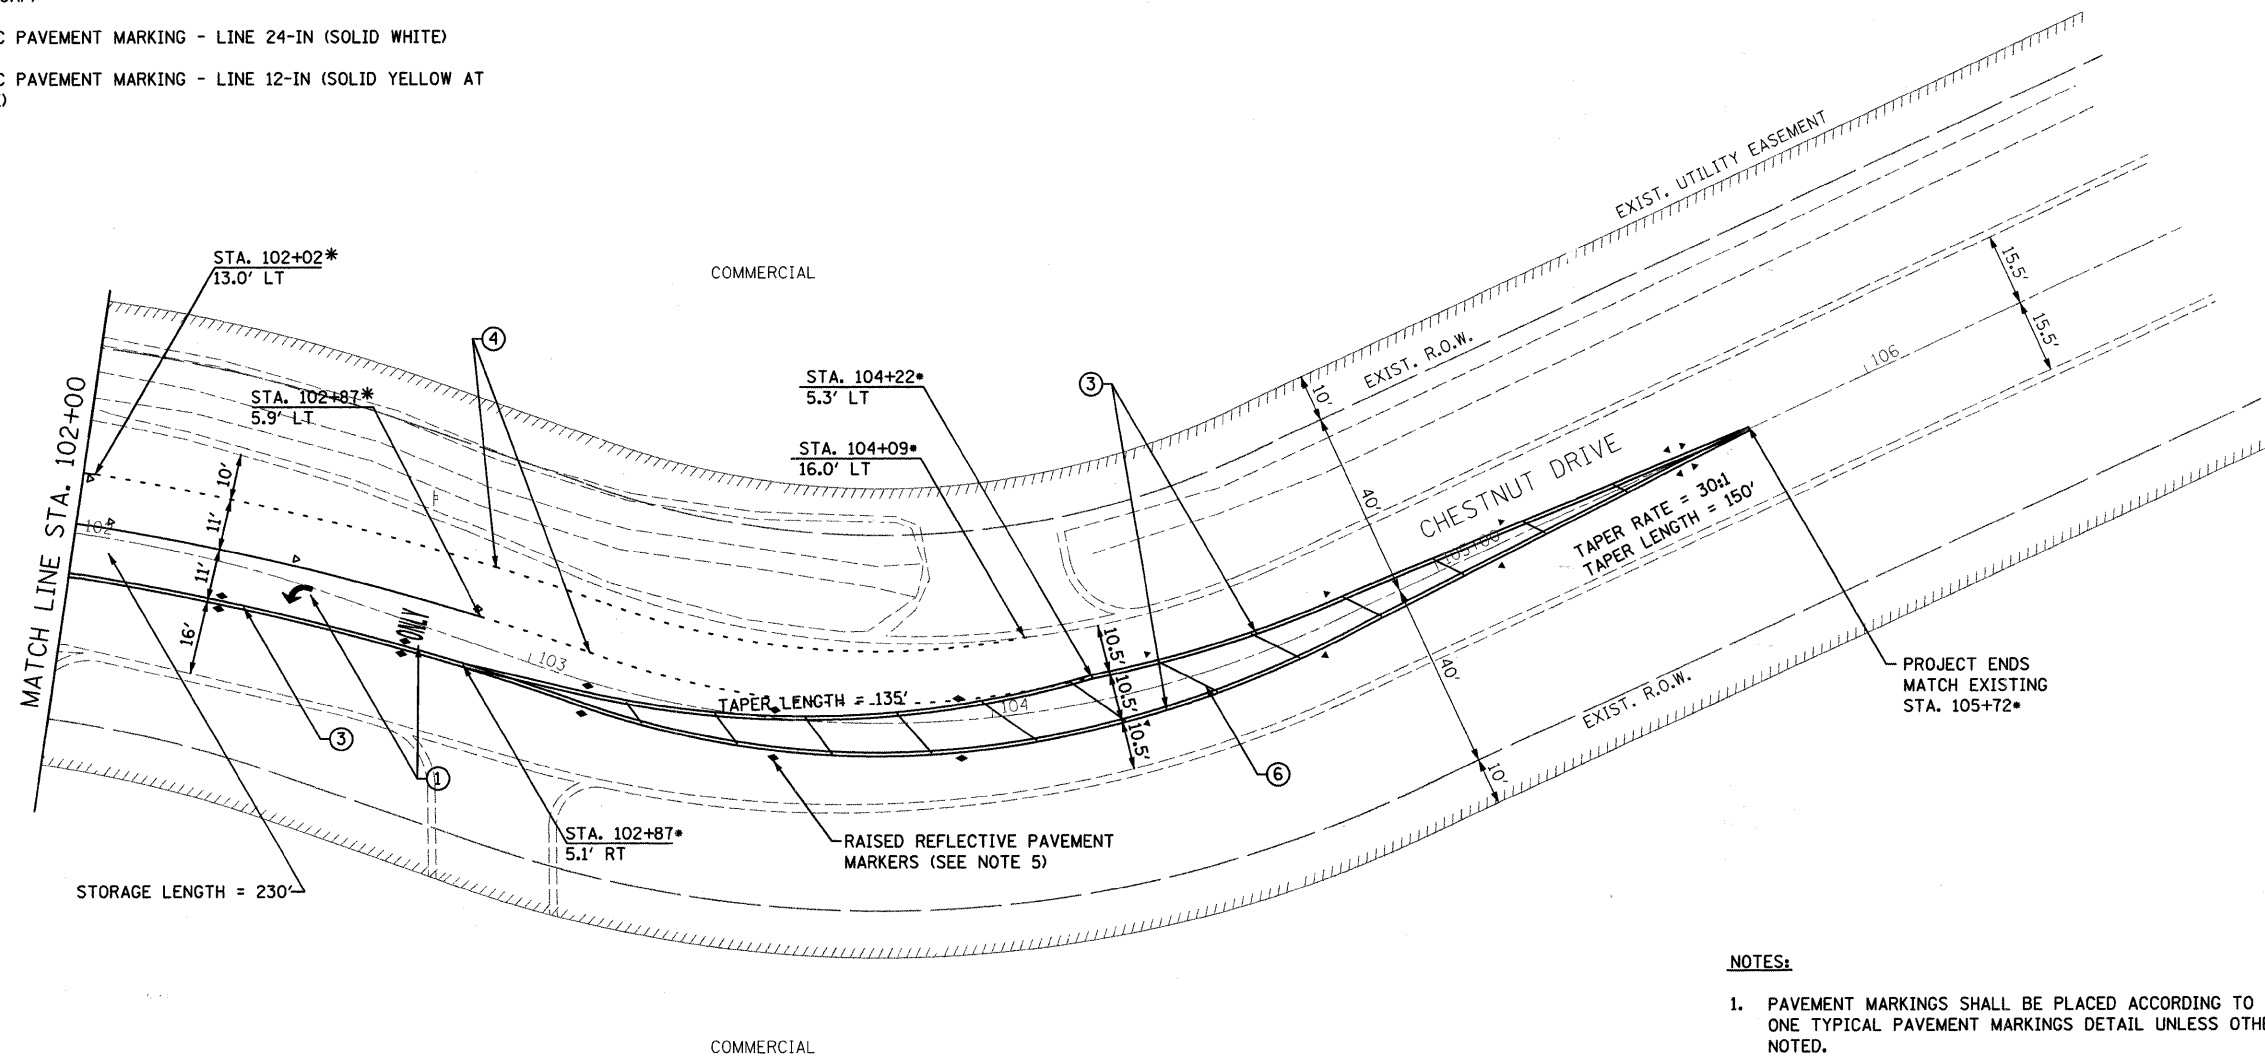 C PAVEMENT MARKING - LINE 24-IN (SOLID WHITE)
C PAVEMENT MARKING - LINE 12-IN (SOLID YELLOW AT
STA. 102+02*
13.0' LT
COMMERCIAL
4
STA. 102+87*
5.9' LT
STA. 104+22*
5.3' LT
STA. 104+09*
16.0' LT
3
EXIST. UTILITY EASEMENT
EXIST. R.O.W.
10'
40'
40'
10'
15.5'
15.5'
106
CHESTNUT DRIVE
105+00
TAPER RATE = 30:1
TAPER LENGTH = 150'
MATCH LINE STA. 102+00
102
10'
11'
11'
16'
ONLY
103
TAPER LENGTH = 135'
104
10.5'
10.5'
10.5'
3
1
6
EXIST. R.O.W.
PROJECT ENDS
MATCH EXISTING
STA. 105+72*
STA. 102+87*
5.1' RT
RAISED REFLECTIVE PAVEMENT
MARKERS (SEE NOTE 5)
STORAGE LENGTH = 230'
COMMERCIAL
NOTES:
1. PAVEMENT MARKINGS SHALL BE PLACED ACCORDING TO
ONE TYPICAL PAVEMENT MARKINGS DETAIL UNLESS OTH
NOTED.